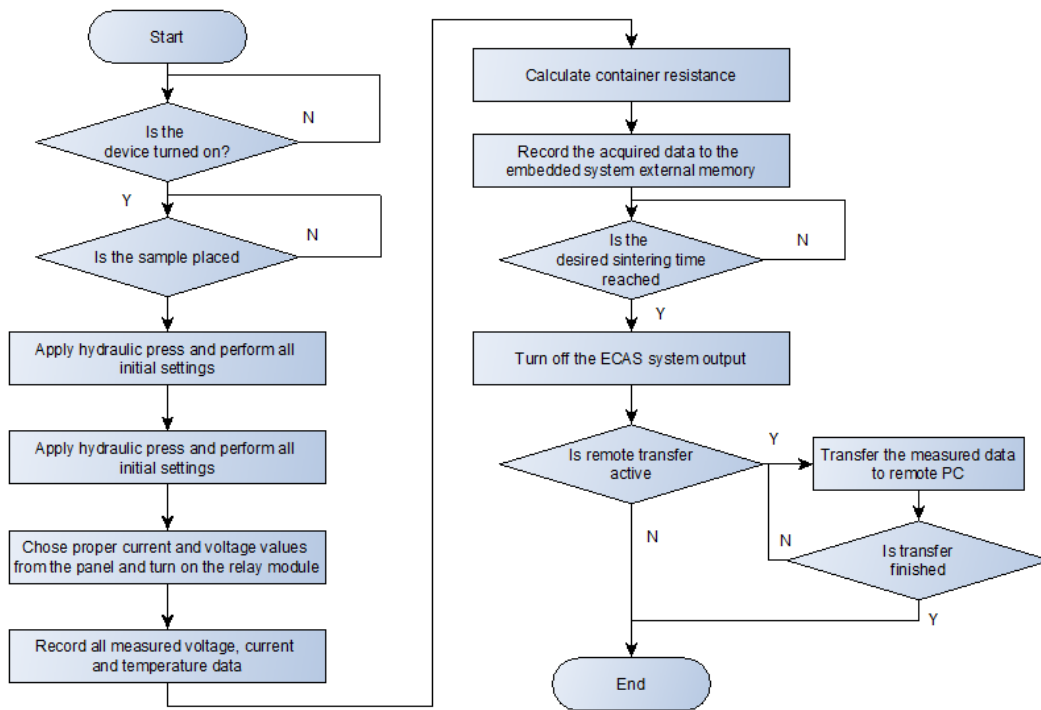 Start
Is the
device turned on?
N
Y
Is the sample placed
N
Apply hydraulic press and perform all
initial settings
Apply hydraulic press and perform all
initial settings
Chose proper current and voltage values
from the panel and turn on the relay module
Record all measured voltage, current
and temperature data
Calculate container resistance
Record the acquired data to the
embedded system external memory
Is the
desired sintering time
reached
N
Y
Turn off the ECAS system output
Is remote transfer
active
Y
Transfer the measured data
to remote PC
N
N
Is transfer
finished
Y
End